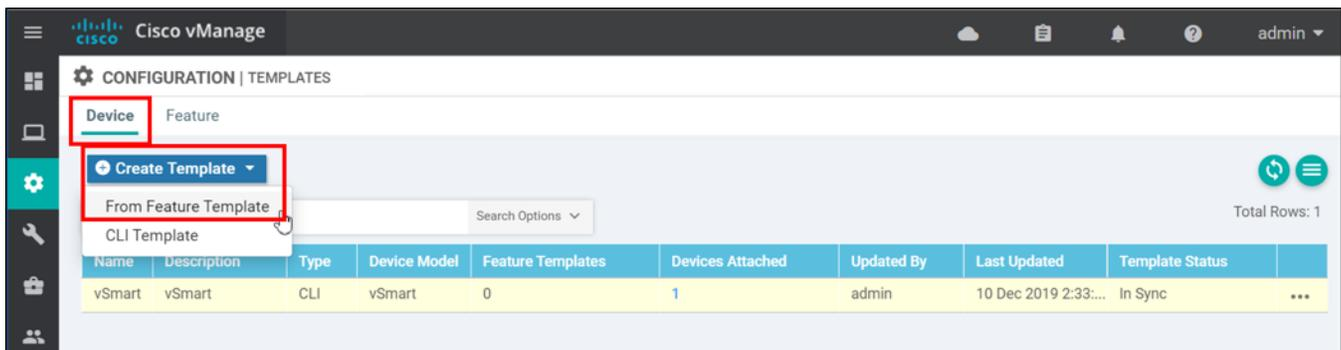 CISCO Cisco vManage admin
CONFIGURATION | TEMPLATES
Device Feature
Create Template
From Feature Template
Search Options Total Rows: 1
CLI Template
Name Description Type Device Model Feature Templates Devices Attached Updated By Last Updated Template Status
vSmart vSmart CLI vSmart 0 1 admin 10 Dec 2019 2:33:... In Sync ...